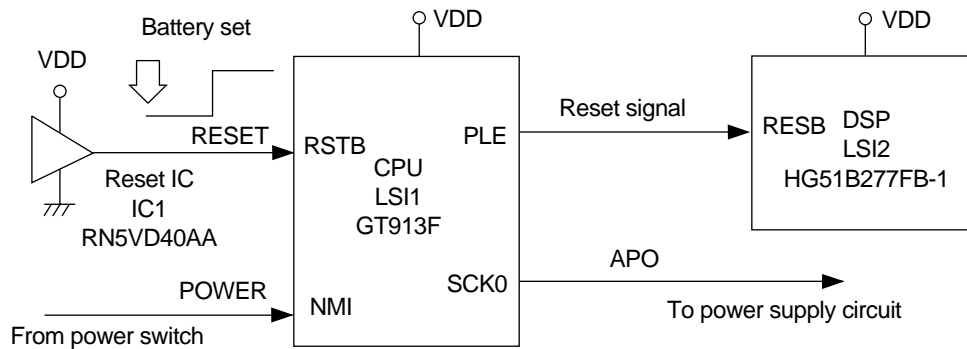 Battery set
VDD
VDD
VDD
RESET
RSTB
PLE
Reset signal
RESB
DSP
LSI2
HG51B277FB-1
CPU
LSI1
GT913F
Reset IC
IC1
RN5VD40AA
POWER
NMI
SCK0
APO
From power switch
To power supply circuit